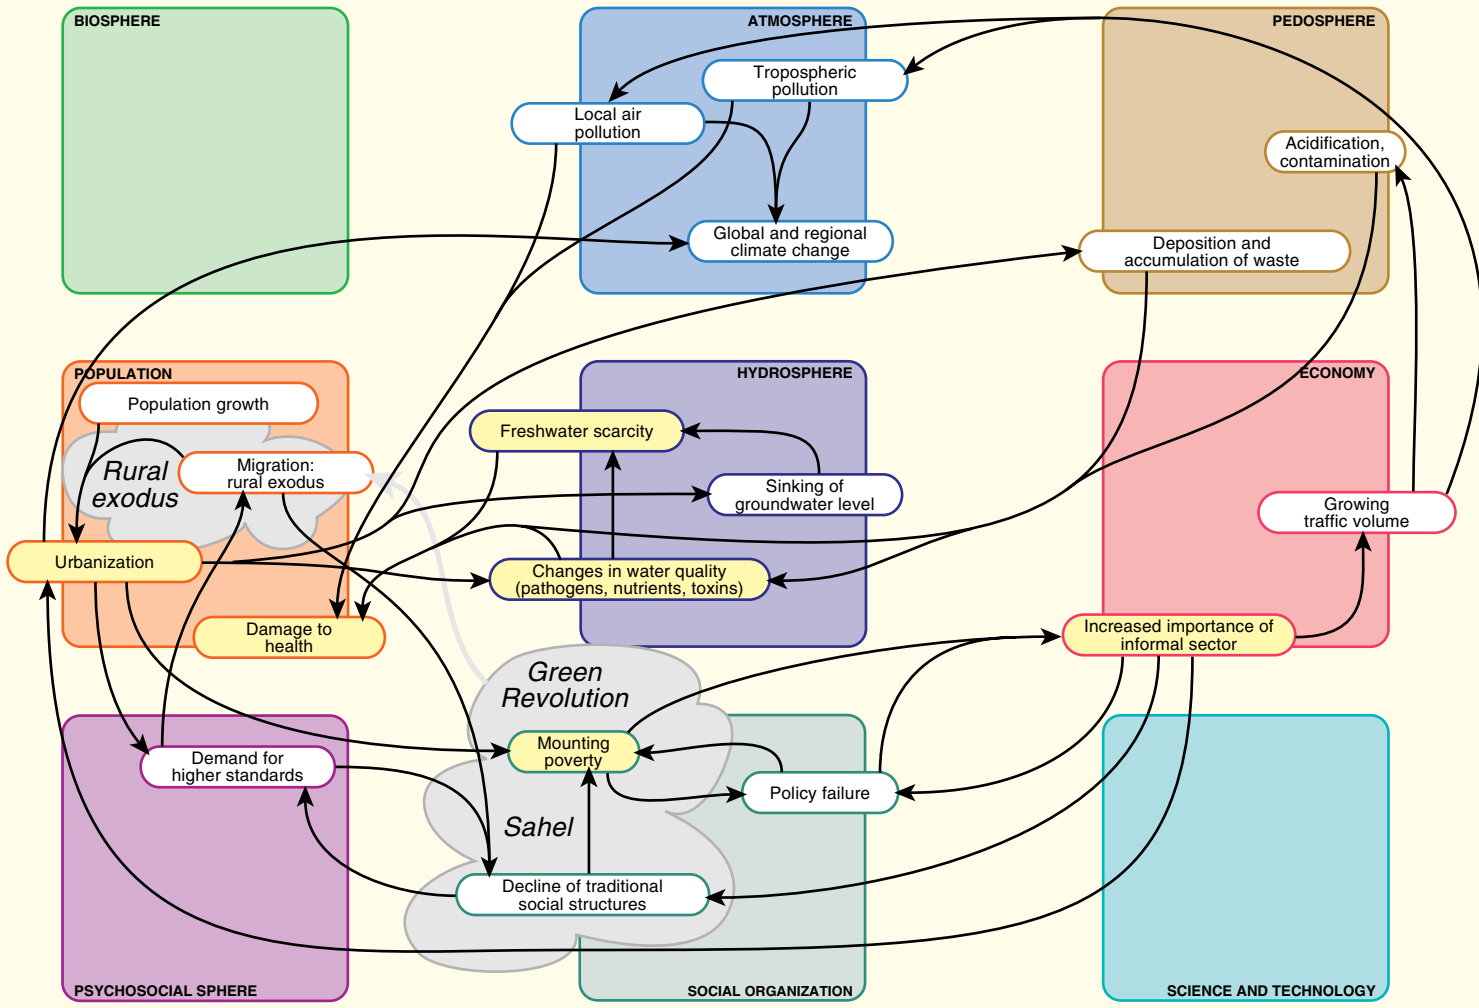 BIOSPHERE
ATMOSPHERE
PEDOSPHERE
Tropospheric
pollution
Local air
pollution
Acidification,
contamination
Global and regional
climate change
Deposition and
accumulation of waste
POPULATION
HYDROSPHERE
ECONOMY
Population growth
Freshwater scarcity
Rural
exodus
Migration:
rural exodus
Sinking of
groundwater level
Growing
traffic volume
Urbanization
Changes in water quality
(pathogens, nutrients, toxins)
Damage to
health
Increased importance of
informal sector
Green
Revolution
Mounting
poverty
Demand for
higher standards
Policy failure
Sahel
Decline of traditional
social structures
PSYCHOSOCIAL SPHERE
SOCIAL ORGANIZATION
SCIENCE AND TECHNOLOGY